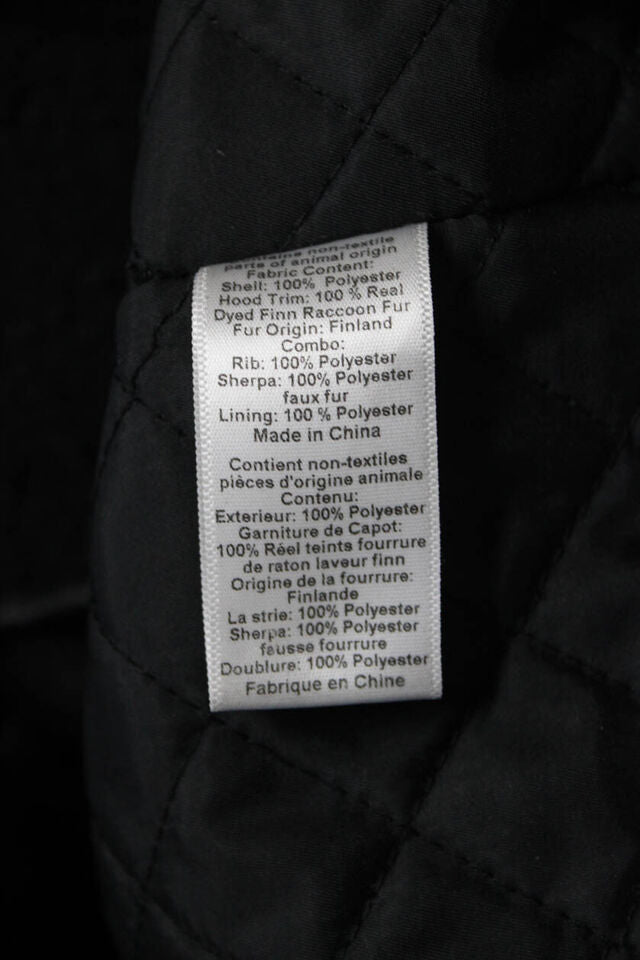 Contains non-textile
parts of animal origin
Fabric Content:
Shell: 100% Polyester
Hood Trim: 100 % Real
Dyed Finn Raccoon Fur
Fur Origin: Finland
Combo:
Rib: 100% Polyester
Sherpa: 100% Polyester
faux fur
Lining: 100 % Polyester
Made in China
Contient non-textiles
pièces d'origine animale
Contenu:
Exterieur: 100% Polyester
Garniture de Capot:
100% Réel teints fourrure
de raton laveur finn
Origine de la fourrure:
Finlande
La strie: 100% Polyester
Sherpa: 100% Polyester
fausse fourrure
Doublure: 100% Polyester
Fabrique en Chine